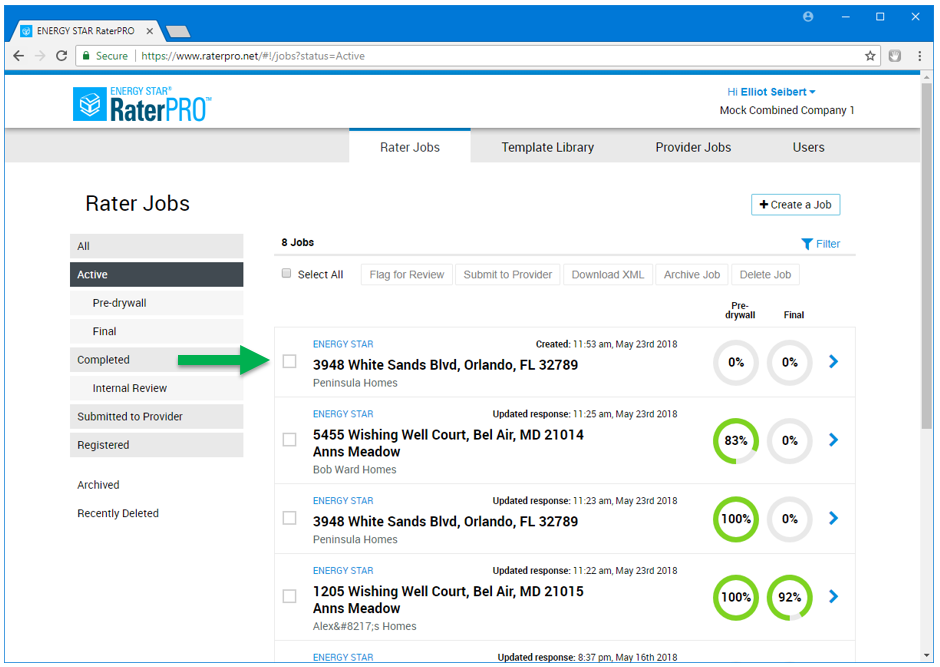 ENERGY STAR RaterPRO
Secure
https://www.raterpro.net/#!/jobs?status=Active
ENERGY STAR®
RaterPRO™
Hi Elliot Seibert
Mock Combined Company 1
Rater Jobs
Template Library
Provider Jobs
Users
Rater Jobs
+ Create a Job
All
Active
Pre-drywall
Final
Completed
Internal Review
Submitted to Provider
Registered
Archived
Recently Deleted
8 Jobs
Filter
Select All
Flag for Review
Submit to Provider
Download XML
Archive Job
Delete Job
Pre-
drywall
Final
ENERGY STAR
Created: 11:53 am, May 23rd 2018
3948 White Sands Blvd, Orlando, FL 32789
Peninsula Homes
0%
0%
ENERGY STAR
Updated response: 11:25 am, May 23rd 2018
5455 Wishing Well Court, Bel Air, MD 21014
Anns Meadow
Bob Ward Homes
83%
0%
ENERGY STAR
Updated response: 11:23 am, May 23rd 2018
3948 White Sands Blvd, Orlando, FL 32789
Peninsula Homes
100%
0%
ENERGY STAR
Updated response: 11:22 am, May 23rd 2018
1205 Wishing Well Court, Bel Air, MD 21015
Anns Meadow
Alex&#8217;s Homes
100%
92%
ENERGY STAR
Updated response: 8:37 pm, May 16th 2018